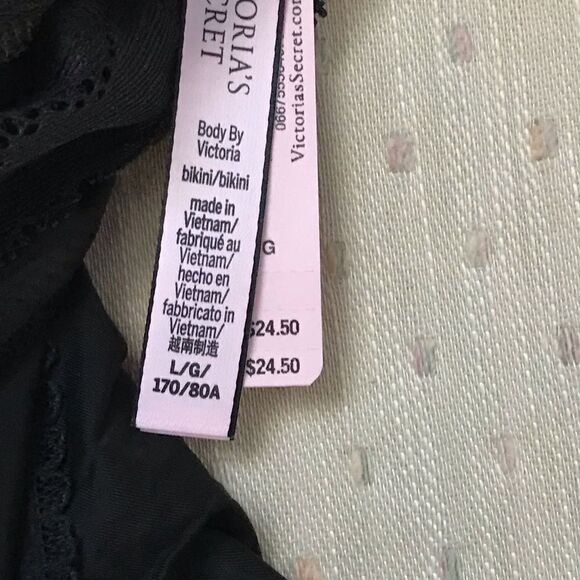 ORIA'S
CRET
Body By
Victoria
bikini/bikini
made in
Vietnam/
fabriqué au
Vietnam/
hecho en
Vietnam/
fabbricato in
Vietnam/
越南制造
L/G/
170/80A
VictoriasSecret.com
G
$24.50
$24.50